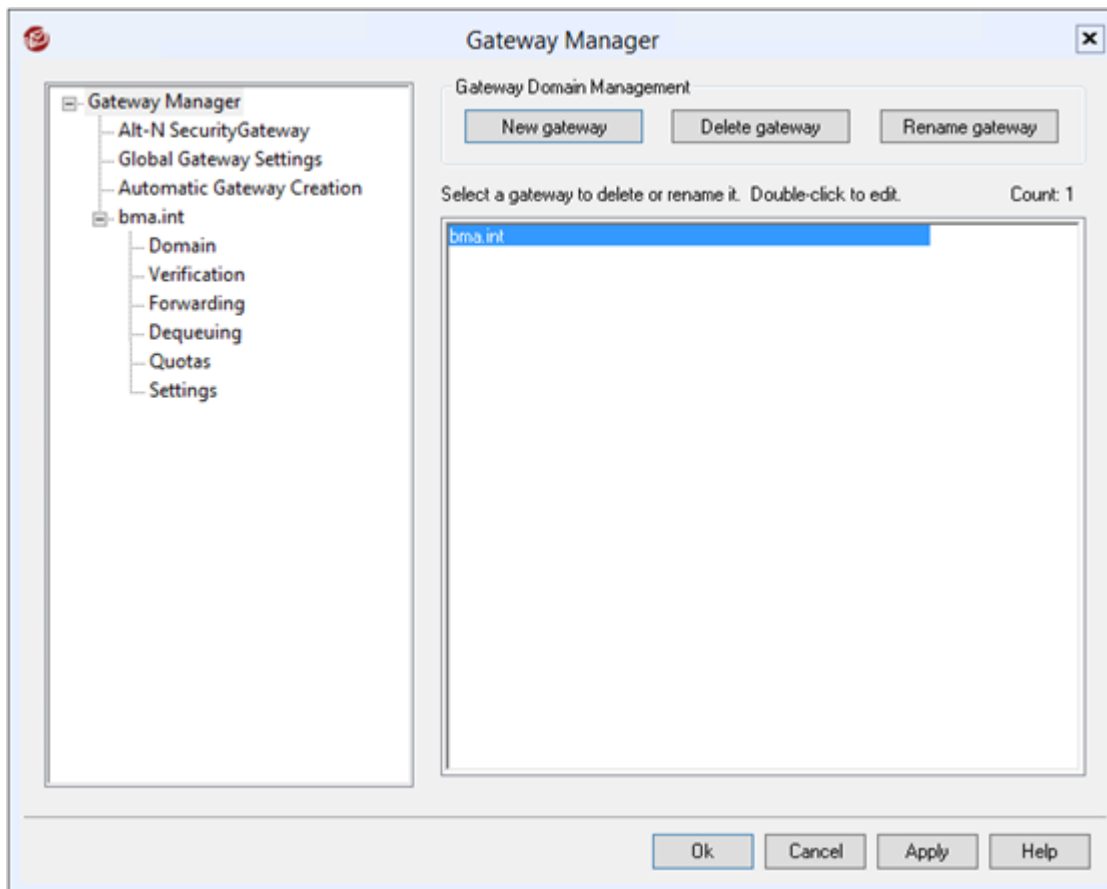 Gateway Manager
Gateway Manager
Alt-N SecurityGateway
Global Gateway Settings
Automatic Gateway Creation
bma.int
Domain
Verification
Forwarding
Dequeuing
Quotas
Settings
Gateway Domain Management
New gateway Delete gateway Rename gateway
Select a gateway to delete or rename it. Double-click to edit. Count: 1
bma.int
Ok Cancel Apply Help